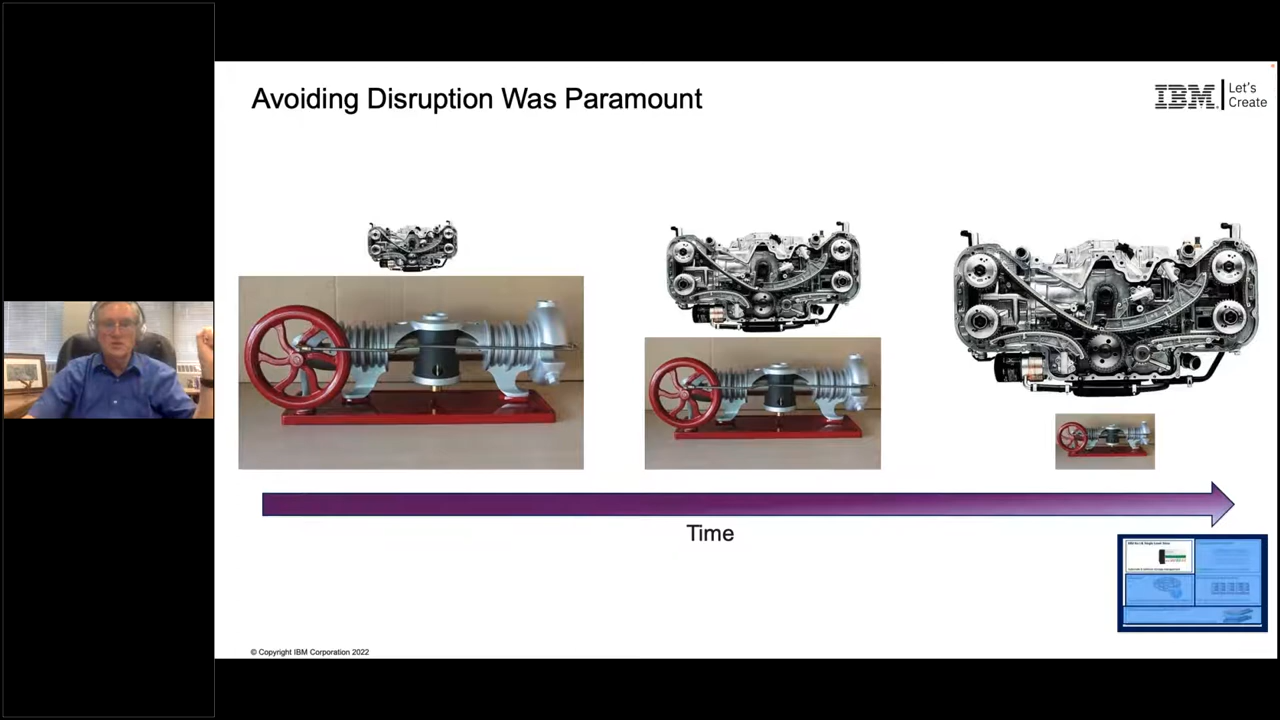 Avoiding Disruption Was Paramount
IBM
Let's
Create
Time
© Copyright IBM Corporation 2022